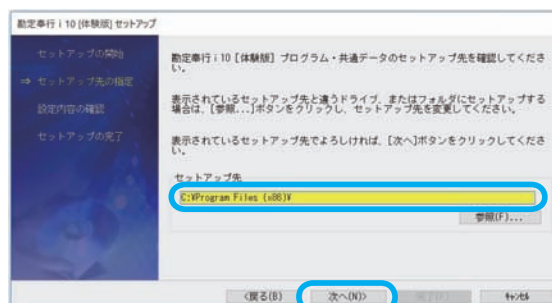 勘定奉行 i 10 [体験版] セットアップ
セットアップの開始
⇒ セットアップ先の指定
設定内容の確認
セットアップの完了
勘定奉行i10［体験版］プログラム・共通データのセットアップ先を確認してくださ
い。
表示されているセットアップ先と違うドライブ、またはフォルダにセットアップする
場合は、[参照...]ボタンをクリックし、セットアップ先を変更してください。
表示されているセットアップ先でよろしければ、[次へ]ボタンをクリックしてくださ
い。
セットアップ先
C:¥Program Files (x86)¥
参照(F)...
<戻る(B)
次へ(N)>
ｷｬﾝｾﾙ